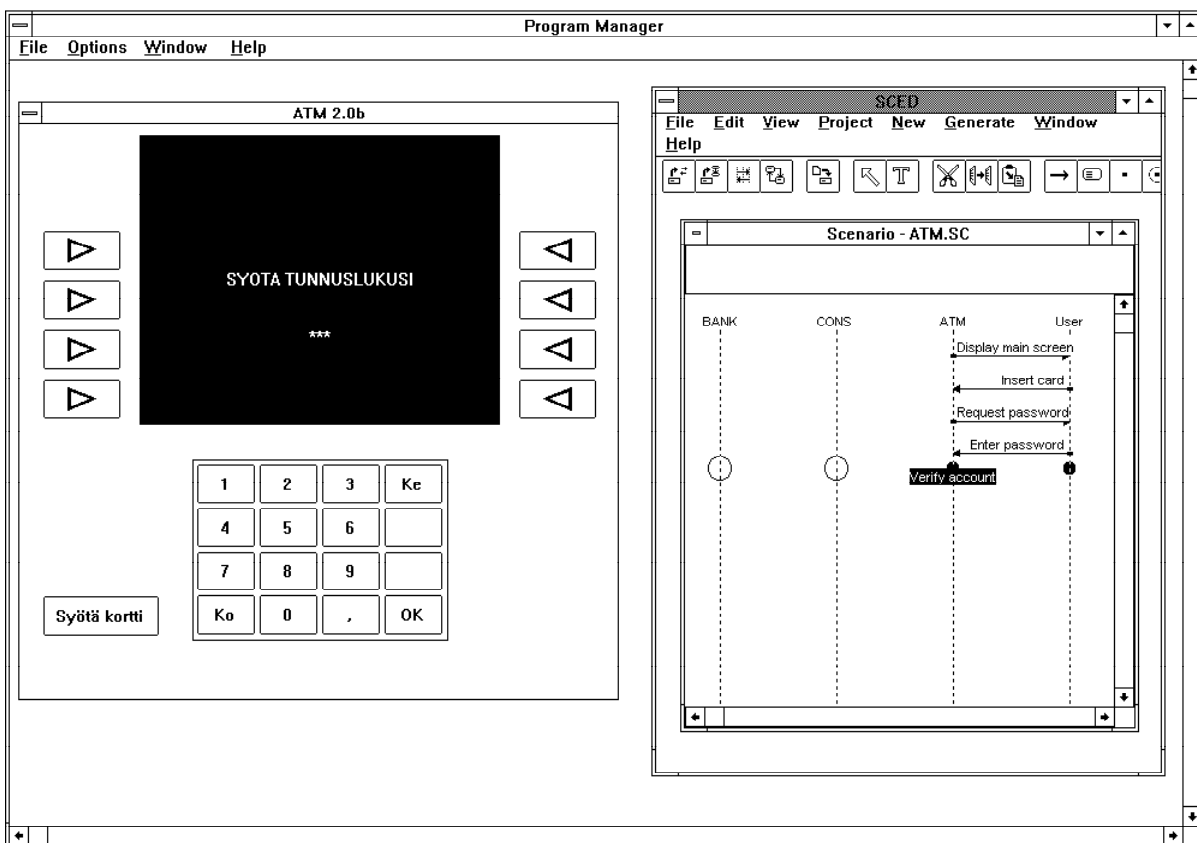 Program Manager
File Options Window Help
ATM 2.0b
SYOTA TUNNUSLUKUSI
***
1 2 3 Ke
4 5 6
7 8 9
Ko 0 , OK
Syötä kortti
SCED
File Edit View Project New Generate Window
Help
T
Scenario - ATM.SC
BANK CONS ATM User
Display main screen
Insert card
Request password
Enter password
Verify account